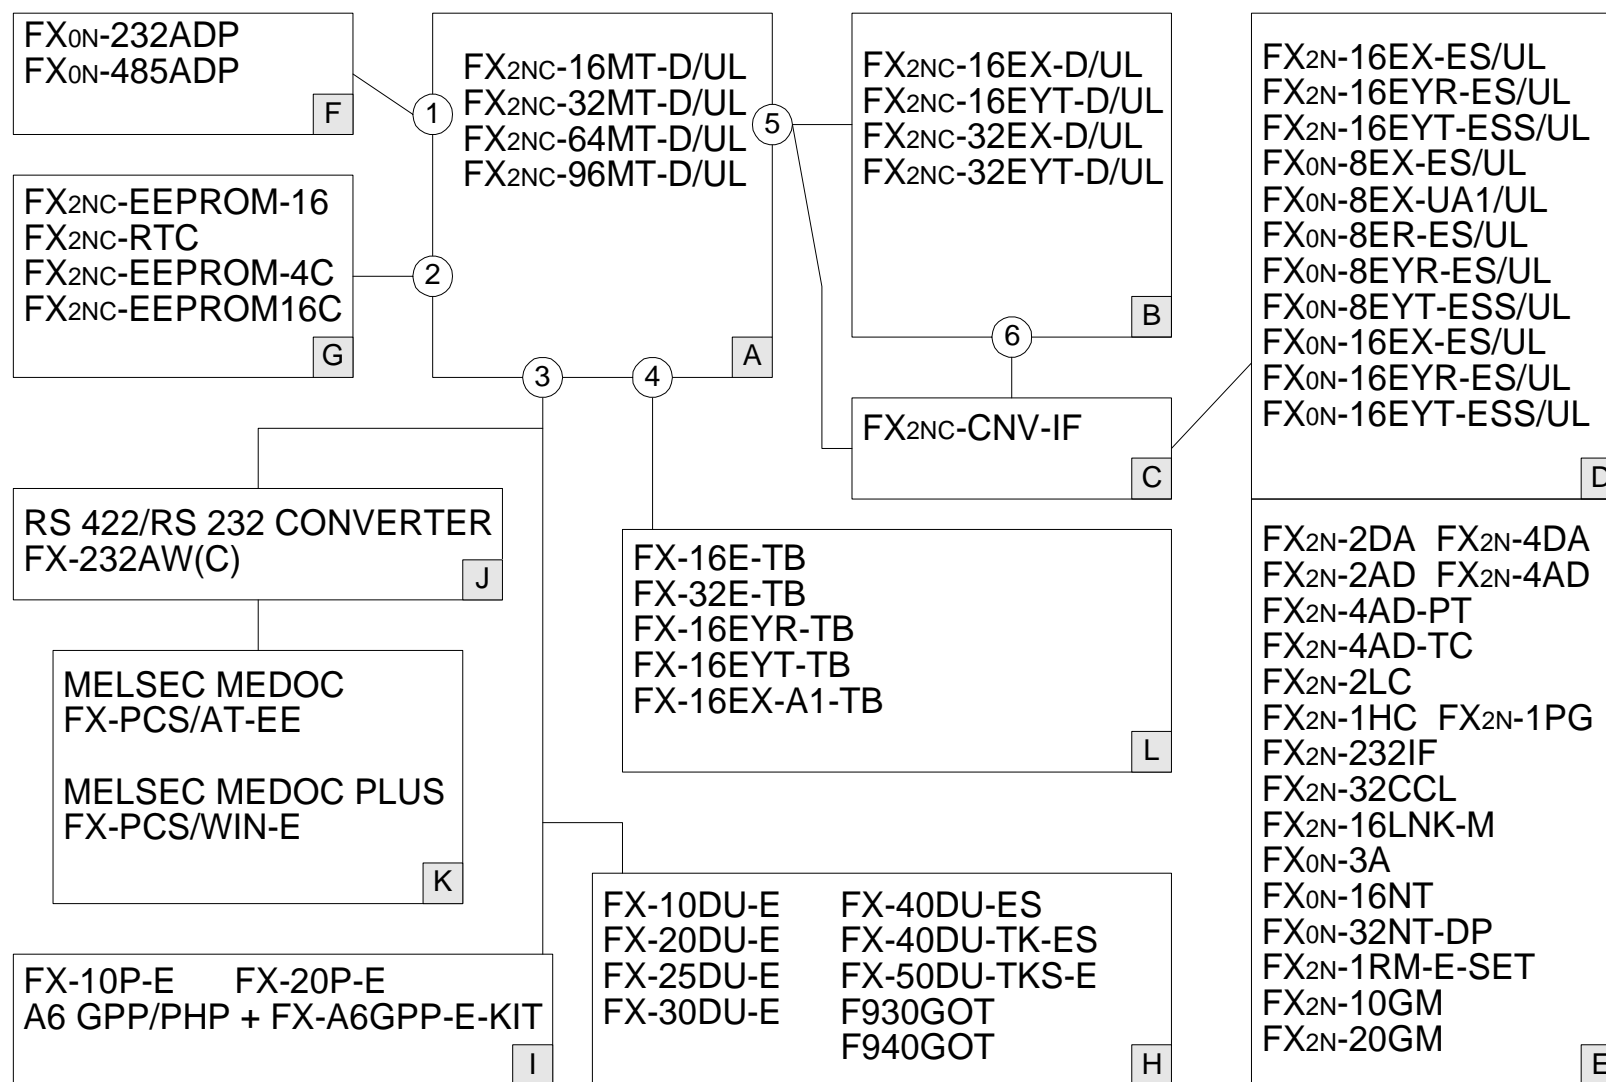 FX0N-232ADP
FX0N-485ADP
F
1
FX2NC-EEPROM-16
FX2NC-RTC
FX2NC-EEPROM-4C
FX2NC-EEPROM16C
G
2
FX2NC-16MT-D/UL
FX2NC-32MT-D/UL
FX2NC-64MT-D/UL
FX2NC-96MT-D/UL
A
3
4
5
FX2NC-16EX-D/UL
FX2NC-16EYT-D/UL
FX2NC-32EX-D/UL
FX2NC-32EYT-D/UL
B
6
FX2NC-CNV-IF
C
FX2N-16EX-ES/UL
FX2N-16EYR-ES/UL
FX2N-16EYT-ESS/UL
FX0N-8EX-ES/UL
FX0N-8EX-UA1/UL
FX0N-8ER-ES/UL
FX0N-8EYR-ES/UL
FX0N-8EYT-ESS/UL
FX0N-16EX-ES/UL
FX0N-16EYR-ES/UL
FX0N-16EYT-ESS/UL
D
RS 422/RS 232 CONVERTER
FX-232AW(C)
J
MELSEC MEDOC
FX-PCS/AT-EE
MELSEC MEDOC PLUS
FX-PCS/WIN-E
K
FX-16E-TB
FX-32E-TB
FX-16EYR-TB
FX-16EYT-TB
FX-16EX-A1-TB
L
FX2N-2DA FX2N-4DA
FX2N-2AD FX2N-4AD
FX2N-4AD-PT
FX2N-4AD-TC
FX2N-2LC
FX2N-1HC FX2N-1PG
FX2N-232IF
FX2N-32CCL
FX2N-16LNK-M
FX0N-3A
FX0N-16NT
FX0N-32NT-DP
FX2N-1RM-E-SET
FX2N-10GM
FX2N-20GM
E
FX-10P-E FX-20P-E
A6 GPP/PHP + FX-A6GPP-E-KIT
I
FX-10DU-E FX-40DU-ES
FX-20DU-E FX-40DU-TK-ES
FX-25DU-E FX-50DU-TKS-E
FX-30DU-E F930GOT
F940GOT
H